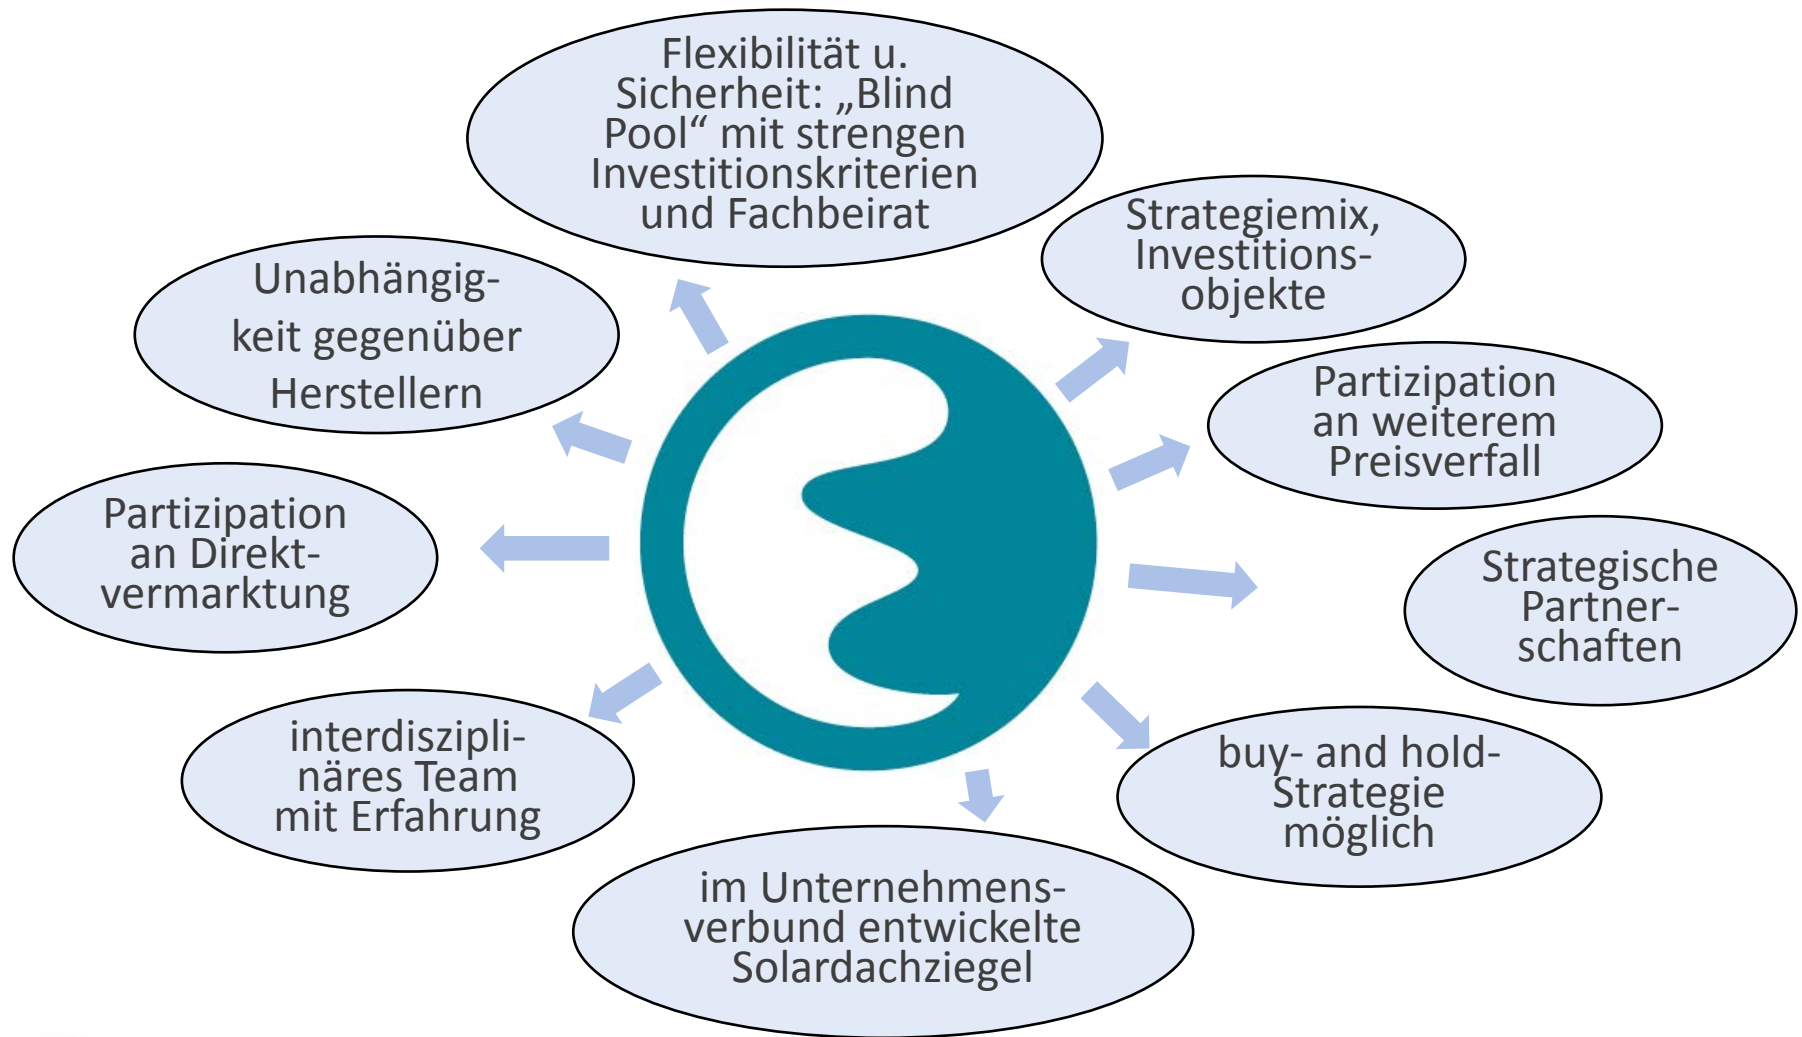 Flexibilität u.
Sicherheit: „Blind
Pool“ mit strengen
Investitionskriterien
und Fachbeirat
Strategiemix,
Investitions-
objekte
Partizipation
an weiterem
Preisverfall
Strategische
Partner-
schaften
buy- and hold-
Strategie
möglich
im Unternehmens-
verbund entwickelte
Solardachziegel
interdiszipli-
näres Team
mit Erfahrung
Partizipation
an Direkt-
vermarktung
Unabhängig-
keit gegenüber
Herstellern